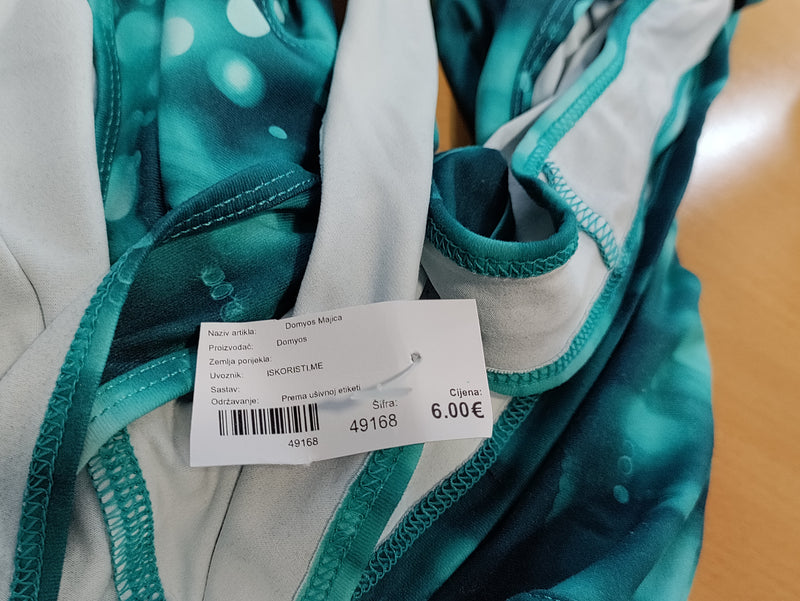 Naziv artikla: Domyos Majica
Proizvođač: Domyos
Zemlja porijekla:
Uvoznik: ISKORISTI.ME
Sastav:
Održavanje: Prema ušivnoj etiketi
Šifra: Cijena:
49168 49168 6.00€